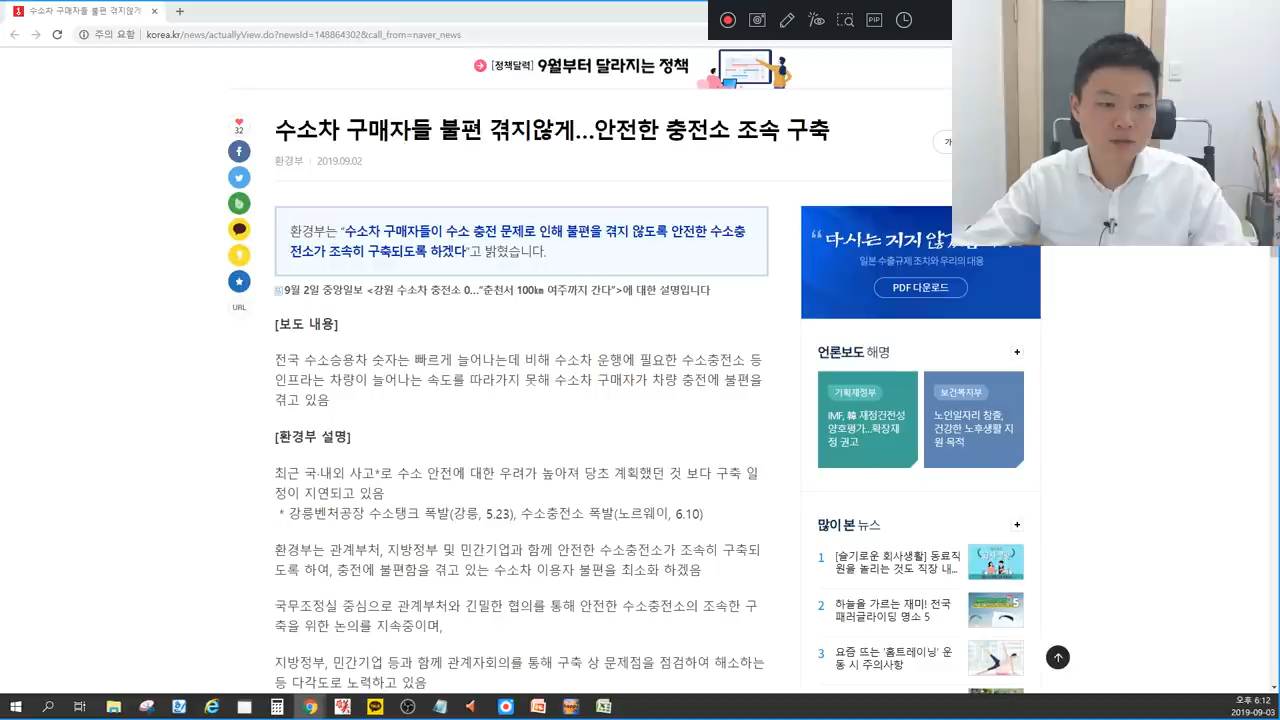 수소차 구매자들 불편 겪지않게
주의 요함
korea.kr/news/actuallyView.do?newsId=148864302&call_from=naver_news
PIP
[정책달력] 9월부터 달라지는 정책
32
수소차 구매자들 불편 겪지않게…안전한 충전소 조속 구축
가
환경부 | 2019.09.02
환경부는 “수소차 구매자들이 수소 충전 문제로 인해 불편을 겪지 않도록 안전한 수소충
전소가 조속히 구축되도록 하겠다”고 밝혔습니다.
9월 2일 중앙일보 <강원 수소차 충전소 0…“춘천서 100㎞ 여주까지 간다”>에 대한 설명입니다
URL
[보도 내용]
전국 수소승용차 숫자는 빠르게 늘어나는데 비해 수소차 운행에 필요한 수소충전소 등
인프라는 차량이 늘어나는 속도를 따라가지 못해 수소차 구매자가 차량 충전에 불편을
겪고 있음
[환경부 설명]
최근 국·내외 사고*로 수소 안전에 대한 우려가 높아져 당초 계획했던 것 보다 구축 일
정이 지연되고 있음
* 강릉벤처공장 수소탱크 폭발(강릉, 5.23), 수소충전소 폭발(노르웨이, 6.10)
환경부는 관계부처, 지방정부 및 민간기업과 함께 안전한 수소충전소가 조속히 구축되
도록 하여, 충전에 불편함을 겪고 있는 수소차 이용자 불편을 최소화 하겠음
국무조정실 중심으로 관계부처와 긴밀한 협의를 통해 안전한 수소충전소의 조속한 구
축을 위한 논의를 지속중이며,
민간기업 등과 함께 관계자회의를 통해 구축 상 문제점을 점검하여 해소하는
등 다각도로 노력하고 있음
“다시는 지지 않
일본 수출규제 조치와 우리의 대응
PDF 다운로드
언론보도 해명
+
기획재정부
IMF, 韓 재정건전성
양호평가…확장재
정 권고
보건복지부
노인일자리 창출,
건강한 노후생활 지
원 목적
많이 본 뉴스
+
1 [슬기로운 회사생활] 동료직
원을 놀리는 것도 직장 내…
2 하늘을 가르는 재미! 전국
패러글라이딩 명소 5
3 요즘 뜨는 ‘홈트레이닝’ 운
동 시 주의사항
오후 6:12
2019-09-03